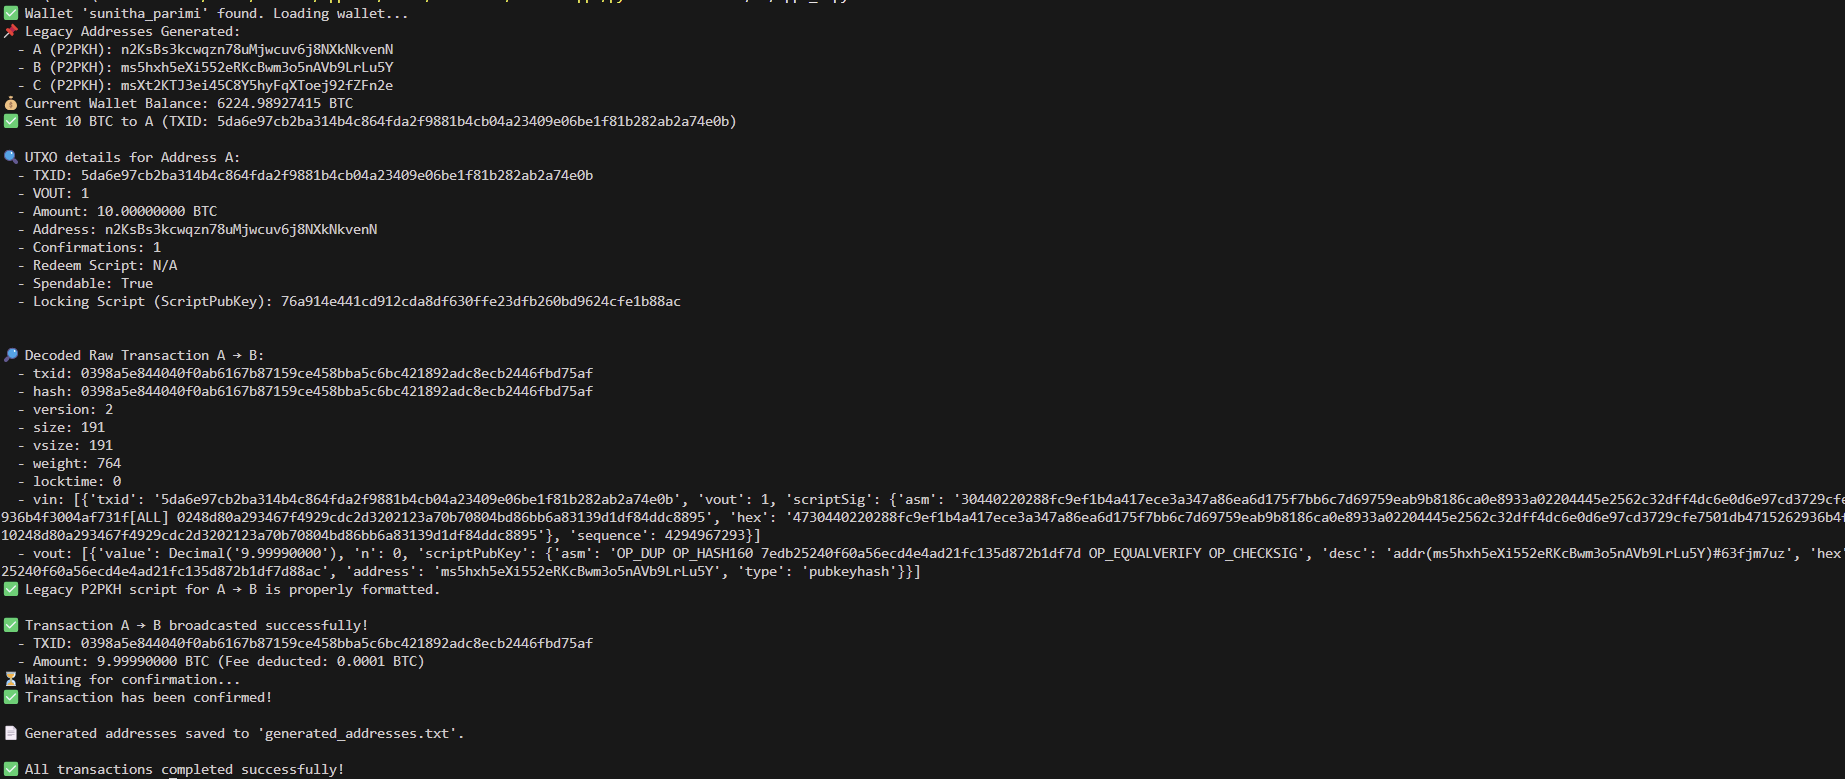 ✅ Wallet 'sunitha_parimi' found. Loading wallet...
📌 Legacy Addresses Generated:
- A (P2PKH): n2KsBs3kcwqzn78uMjwcuv6j8NXkNkvenN
- B (P2PKH): ms5hxh5eXi552eRKcBwm3o5nAVb9LrLu5Y
- C (P2PKH): msXt2KTJ3ei45C8Y5hyFqXToej92fZFn2e
💰 Current Wallet Balance: 6224.98927415 BTC
✅ Sent 10 BTC to A (TXID: 5da6e97cb2ba314b4c864fda2f9881b4cb04a23409e06be1f81b282ab2a74e0b)
🔍 UTXO details for Address A:
- TXID: 5da6e97cb2ba314b4c864fda2f9881b4cb04a23409e06be1f81b282ab2a74e0b
- VOUT: 1
- Amount: 10.00000000 BTC
- Address: n2KsBs3kcwqzn78uMjwcuv6j8NXkNkvenN
- Confirmations: 1
- Redeem Script: N/A
- Spendable: True
- Locking Script (ScriptPubKey): 76a914e441cd912cda8df630ffe23dfb260bd9624cfe1b88ac
🔎 Decoded Raw Transaction A → B:
- txid: 0398a5e844040f0ab6167b87159ce458bba5c6bc421892adc8ecb2446fbd75af
- hash: 0398a5e844040f0ab6167b87159ce458bba5c6bc421892adc8ecb2446fbd75af
- version: 2
- size: 191
- vsize: 191
- weight: 764
- locktime: 0
- vin: [{'txid': '5da6e97cb2ba314b4c864fda2f9881b4cb04a23409e06be1f81b282ab2a74e0b', 'vout': 1, 'scriptSig': {'asm': '30440220288fc9ef1b4a417ece3a347a86ea6d175f7bb6c7d69759eab9b8186ca0e8933a02204445e2562c32dff4dc6e0d6e97cd3729cfe
936b4f3004af731f[ALL] 0248d80a293467f4929cdc2d3202123a70b70804bd86bb6a83139d1df84ddc8895', 'hex': '4730440220288fc9ef1b4a417ece3a347a86ea6d175f7bb6c7d69759eab9b8186ca0e8933a02204445e2562c32dff4dc6e0d6e97cd3729cfe7501db4715262936b4f
10248d80a293467f4929cdc2d3202123a70b70804bd86bb6a83139d1df84ddc8895'}, 'sequence': 4294967293}]
- vout: [{'value': Decimal('9.99990000'), 'n': 0, 'scriptPubKey': {'asm': 'OP_DUP OP_HASH160 7edb25240f60a56ecd4e4ad21fc135d872b1df7d OP_EQUALVERIFY OP_CHECKSIG', 'desc': 'addr(ms5hxh5eXi552eRKcBwm3o5nAVb9LrLu5Y)#63fjm7uz', 'hex'
25240f60a56ecd4e4ad21fc135d872b1df7d88ac', 'address': 'ms5hxh5eXi552eRKcBwm3o5nAVb9LrLu5Y', 'type': 'pubkeyhash'}}]
✅ Legacy P2PKH script for A → B is properly formatted.
✅ Transaction A → B broadcasted successfully!
- TXID: 0398a5e844040f0ab6167b87159ce458bba5c6bc421892adc8ecb2446fbd75af
- Amount: 9.99990000 BTC (Fee deducted: 0.0001 BTC)
⏳ Waiting for confirmation...
✅ Transaction has been confirmed!
📄 Generated addresses saved to 'generated_addresses.txt'.
✅ All transactions completed successfully!